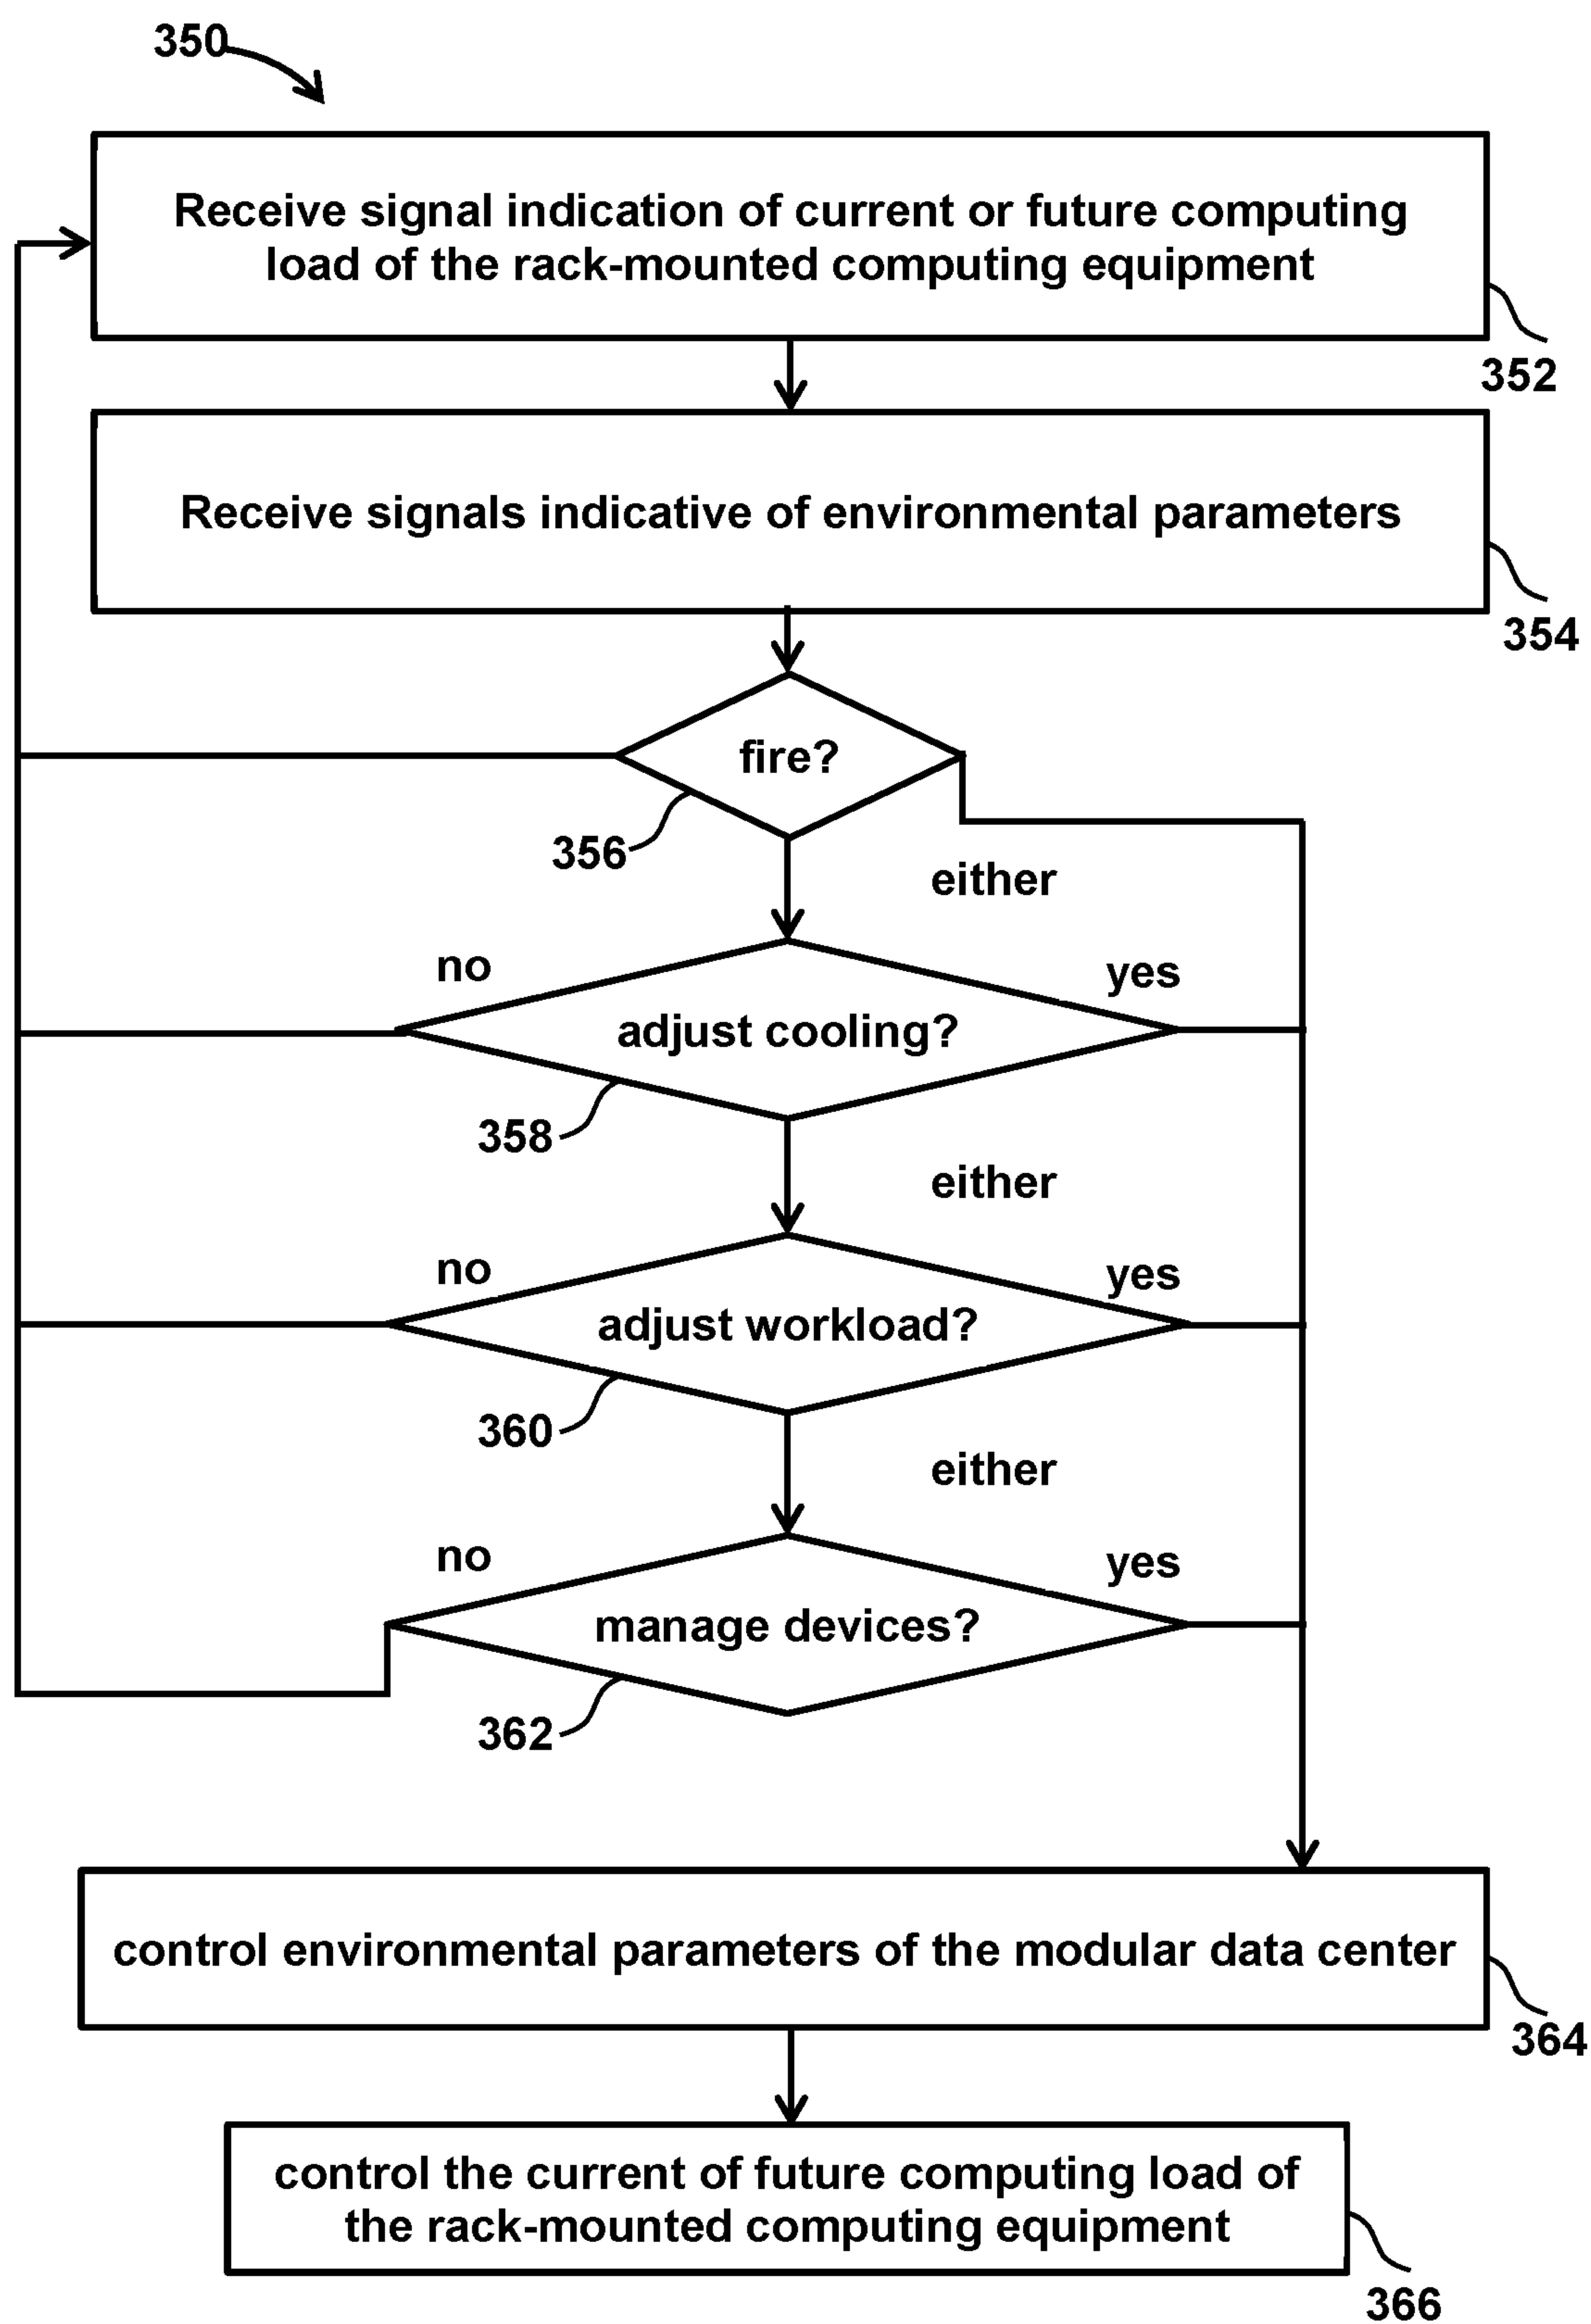 350
Receive signal indication of current or future computing
load of the rack-mounted computing equipment
352
Receive signals indicative of environmental parameters
354
fire?
356
either
no
yes
adjust cooling?
358
either
no
yes
adjust workload?
360
either
no
yes
manage devices?
362
control environmental parameters of the modular data center
364
control the current of future computing load of
the rack-mounted computing equipment
366